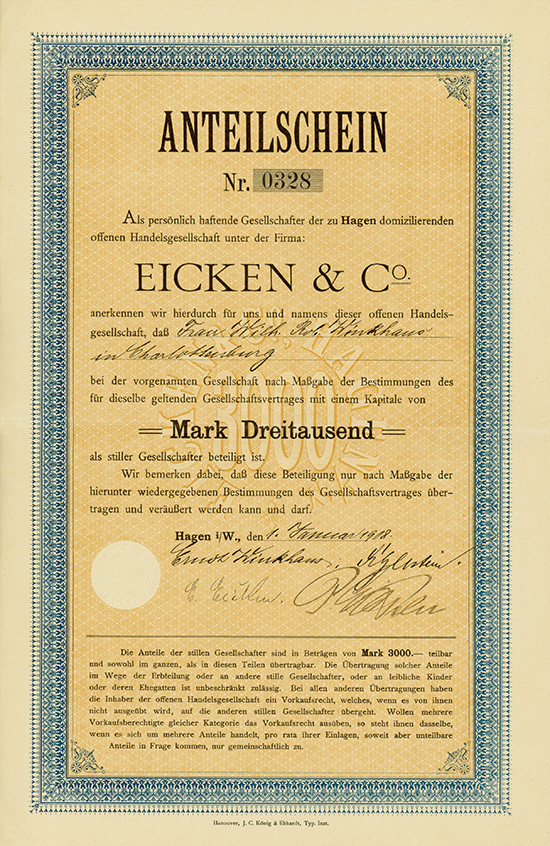 ANTEILSCHEIN
Nr. 0328
Als persönlich haftende Gesellschafter der zu Hagen domizilierenden
offenen Handelsgesellschaft unter der Firma:
EICKEN & Co.
anerkennen wir hierdurch für uns und namens dieser offenen Handels-
gesellschaft, daß Frau Wilh. Rob. Winkhaus
in Charlottenburg
bei der vorgenannten Gesellschaft nach Maßgabe der Bestimmungen des
für dieselbe geltenden Gesellschaftsvertrages mit einem Kapitale von
3000
Mark Dreitausend
als stiller Gesellschafter beteiligt ist.
Wir bemerken dabei, daß diese Beteiligung nur nach Maßgabe der
hierunter wiedergegebenen Bestimmungen des Gesellschaftsvertrages über-
tragen und veräußert werden kann und darf.
Hagen i/W., den 1. Januar 1918.
Ernst Winkhaus.
E. Eicken.
Die Anteile der stillen Gesellschafter sind in Beträgen von Mark 3000.— teilbar
und sowohl im ganzen, als in diesen Teilen übertragbar. Die Übertragung solcher Anteile
im Wege der Erbteilung oder an andere stille Gesellschafter, oder an leibliche Kinder
oder deren Ehegatten ist unbeschränkt zulässig. Bei allen anderen Übertragungen haben
die Inhaber der offenen Handelsgesellschaft ein Vorkaufsrecht, welches, wenn es von ihnen
nicht ausgeübt wird, auf die anderen stillen Gesellschafter übergeht. Wollen mehrere
Vorkaufsberechtigte gleicher Kategorie das Vorkaufsrecht ausüben, so steht ihnen dasselbe,
wenn es sich um mehrere Anteile handelt, pro rata ihrer Einlagen, soweit aber unteilbare
Anteile in Frage kommen, nur gemeinschaftlich zu.
Hannover, J. C. König & Ebhardt, Typ. Inst.